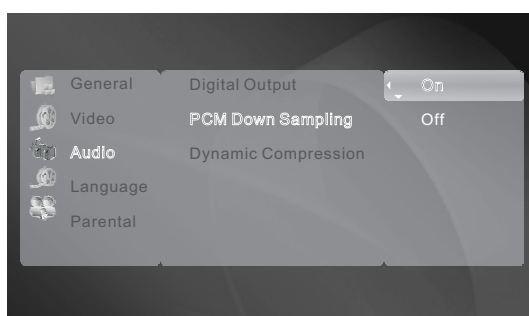 General
Video
Audio
Language
Parental
Digital Output
PCM Down Sampling
Dynamic Compression
On
Off